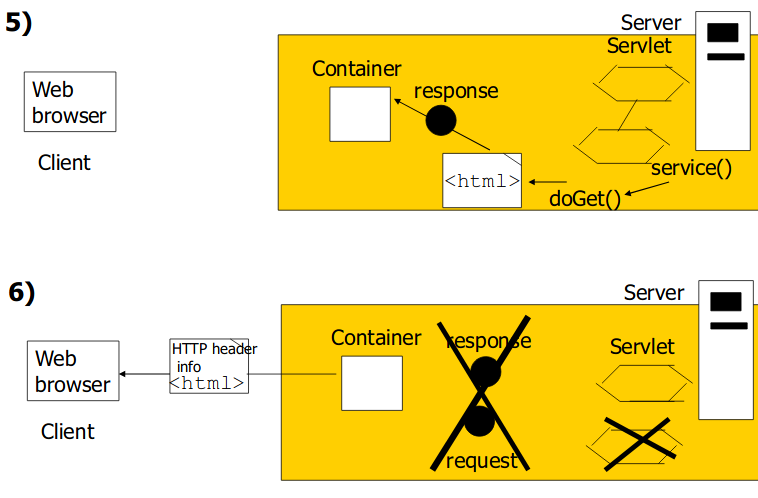 5)
Server
Servlet
Container
response
Web
browser
Client
<html>
service()
doGet()
6)
Server
Container
response
Servlet
HTTP header
info
<html>
Web
browser
Client
request